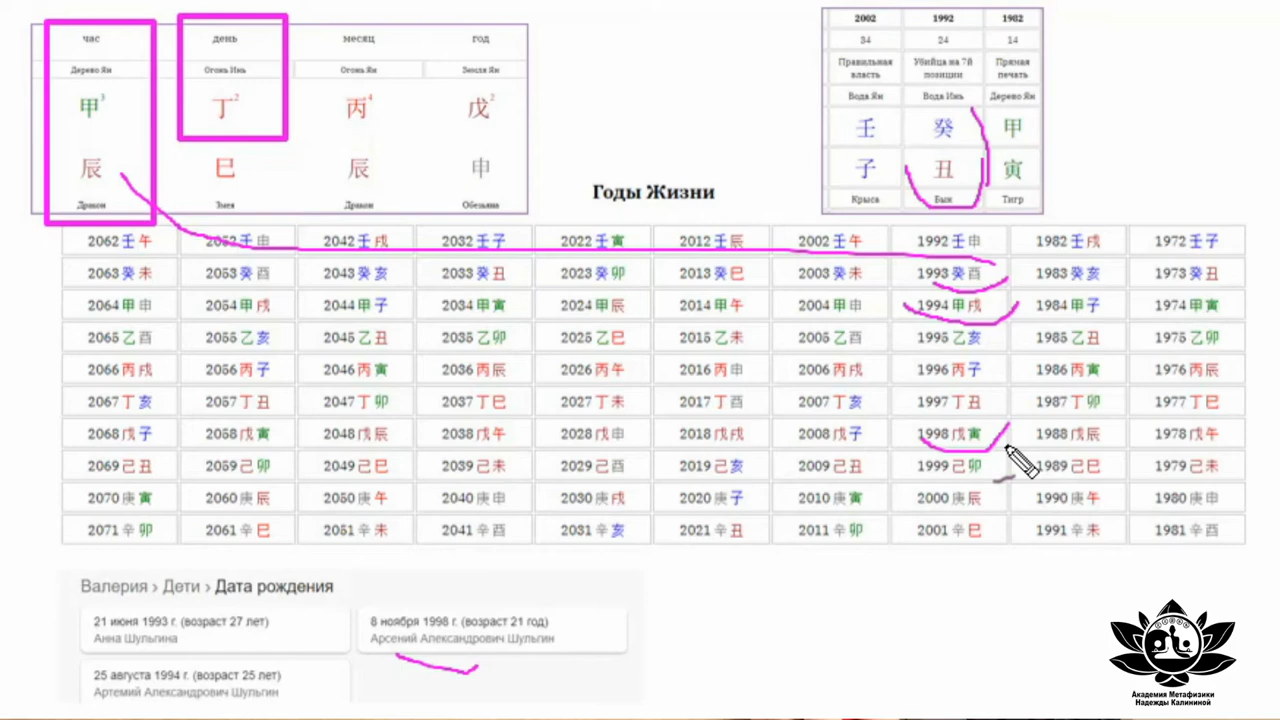 час день месяц год
Дерево Ян Огонь Инь Огонь Ян Земля Ян
甲3 丁2 丙4 戊2
辰 巳 辰 申
Дракон Змея Дракон Обезьяна
2002 1992 1982
34 24 14
Правильная власть Убийца на 7й позиции Прямая печать
Вода Ян Вода Инь Дерево Ян
壬 癸 甲
子 丑 寅
Крыса Бык Тигр
Годы Жизни
2062 壬午 2052 壬申 2042 壬戌 2032 壬子 2022 壬寅 2012 壬辰 2002 壬午 1992 壬申 1982 壬戌 1972 壬子
2063 癸未 2053 癸酉 2043 癸亥 2033 癸丑 2023 癸卯 2013 癸巳 2003 癸未 1993 癸酉 1983 癸亥 1973 癸丑
2064 甲申 2054 甲戌 2044 甲子 2034 甲寅 2024 甲辰 2014 甲午 2004 甲申 1994 甲戌 1984 甲子 1974 甲寅
2065 乙酉 2055 乙亥 2045 乙丑 2035 乙卯 2025 乙巳 2015 乙未 2005 乙酉 1995 乙亥 1985 乙丑 1975 乙卯
2066 丙戌 2056 丙子 2046 丙寅 2036 丙辰 2026 丙午 2016 丙申 2006 丙戌 1996 丙子 1986 丙寅 1976 丙辰
2067 丁亥 2057 丁丑 2047 丁卯 2037 丁巳 2027 丁未 2017 丁酉 2007 丁亥 1997 丁丑 1987 丁卯 1977 丁巳
2068 戊子 2058 戊寅 2048 戊辰 2038 戊午 2028 戊申 2018 戊戌 2008 戊子 1998 戊寅 1988 戊辰 1978 戊午
2069 己丑 2059 己卯 2049 己巳 2039 己未 2029 己酉 2019 己亥 2009 己丑 1999 己卯 1989 己巳 1979 己未
2070 庚寅 2060 庚辰 2050 庚午 2040 庚申 2030 庚戌 2020 庚子 2010 庚寅 2000 庚辰 1990 庚午 1980 庚申
2071 辛卯 2061 辛巳 2051 辛未 2041 辛酉 2031 辛亥 2021 辛丑 2011 辛卯 2001 辛巳 1991 辛未 1981 辛酉
Валерия › Дети › Дата рождения
21 июня 1993 г. (возраст 27 лет)
Анна Шульгина
8 ноября 1998 г. (возраст 21 год)
Арсений Александрович Шульгин
25 августа 1994 г. (возраст 25 лет)
Артемий Александрович Шульгин
Академия Метафизики
Надежды Калининой